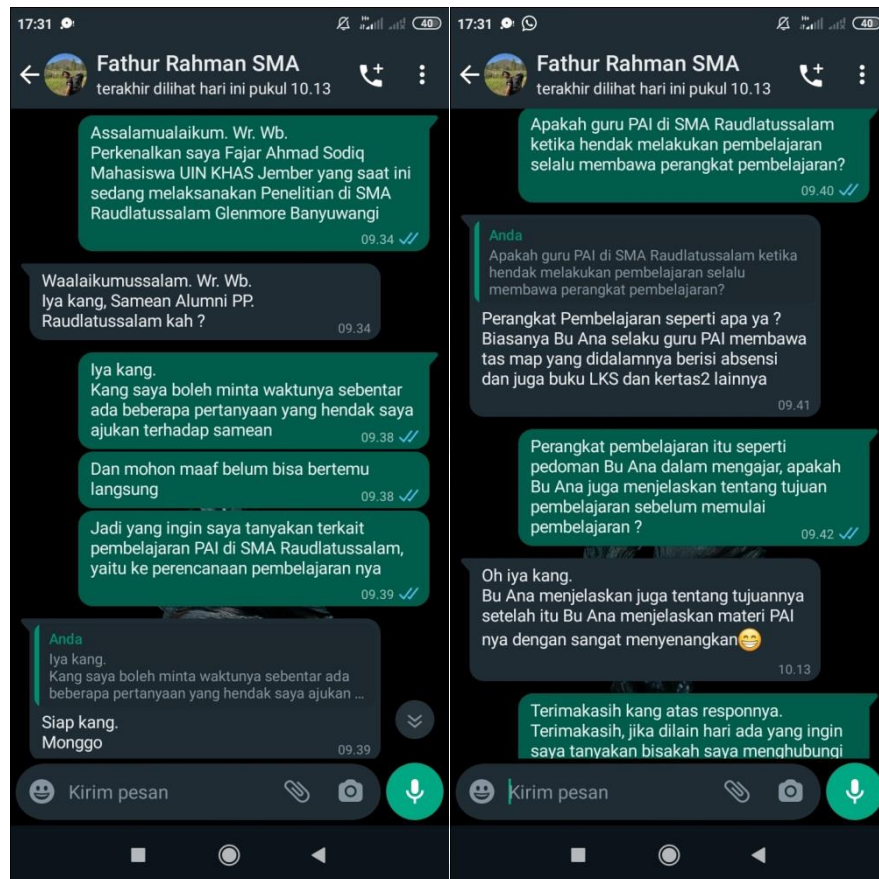 17:31
40
Fathur Rahman SMA
terakhir dilihat hari ini pukul 10.13
Assalamualaikum. Wr. Wb.
Perkenalkan saya Fajar Ahmad Sodiq
Mahasiswa UIN KHAS Jember yang saat ini
sedang melaksanakan Penelitian di SMA
Raudlatussalam Glenmore Banyuwangi
09.34
Waalaikumussalam. Wr. Wb.
Iya kang, Samean Alumni PP.
Raudlatussalam kah ?
09.34
Iya kang.
Kang saya boleh minta waktunya sebentar
ada beberapa pertanyaan yang hendak saya
ajukan terhadap samean
09.38
Dan mohon maaf belum bisa bertemu
langsung
09.38
Jadi yang ingin saya tanyakan terkait
pembelajaran PAI di SMA Raudlatussalam,
yaitu ke perencanaan pembelajaran nya
09.39
Anda
Iya kang.
Kang saya boleh minta waktunya sebentar ada
beberapa pertanyaan yang hendak saya ajukan ...
Siap kang.
Monggo
09.39
Kirim pesan
17:31
40
Fathur Rahman SMA
terakhir dilihat hari ini pukul 10.13
Apakah guru PAI di SMA Raudlatussalam
ketika hendak melakukan pembelajaran
selalu membawa perangkat pembelajaran?
09.40
Anda
Apakah guru PAI di SMA Raudlatussalam ketika
hendak melakukan pembelajaran selalu
membawa perangkat pembelajaran?
Perangkat Pembelajaran seperti apa ya ?
Biasanya Bu Ana selaku guru PAI membawa
tas map yang didalamnya berisi absensi
dan juga buku LKS dan kertas2 lainnya
09.41
Perangkat pembelajaran itu seperti
pedoman Bu Ana dalam mengajar, apakah
Bu Ana juga menjelaskan tentang tujuan
pembelajaran sebelum memulai
pembelajaran ?
09.42
Oh iya kang.
Bu Ana menjelaskan juga tentang tujuannya
setelah itu Bu Ana menjelaskan materi PAI
nya dengan sangat menyenangkan😁
10.13
Terimakasih kang atas responnya.
Terimakasih, jika dilain hari ada yang ingin
saya tanyakan bisakah saya menghubungi
Kirim pesan